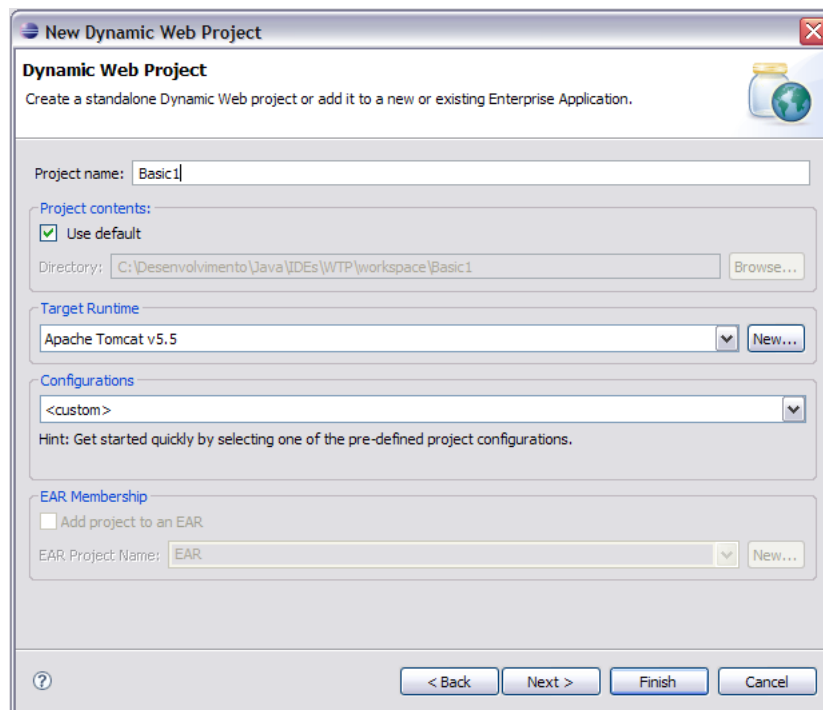 New Dynamic Web Project
Dynamic Web Project
Create a standalone Dynamic Web project or add it to a new or existing Enterprise Application.
Project name: Basic1
Project contents:
Use default
Directory: C:\Desenvolvimento\Java\IDEs\WTP\workspace\Basic1 Browse...
Target Runtime
Apache Tomcat v5.5 New...
Configurations
<custom>
Hint: Get started quickly by selecting one of the pre-defined project configurations.
EAR Membership
Add project to an EAR
EAR Project Name: EAR New...
? < Back Next > Finish Cancel